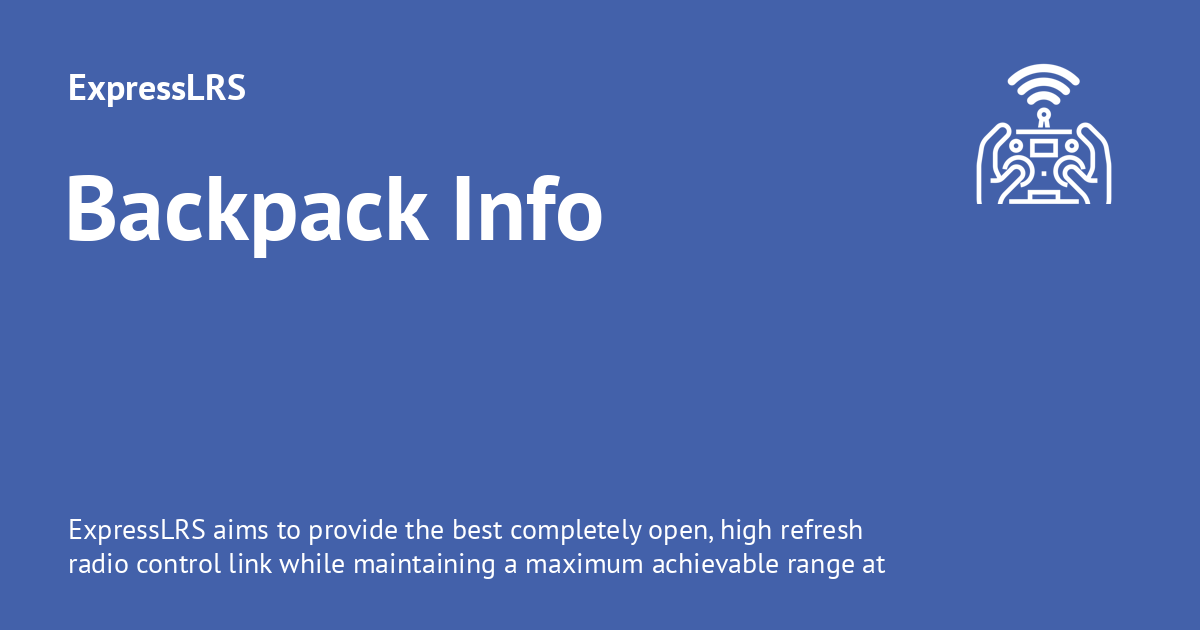 ExpressLRS
Backpack Info
ExpressLRS aims to provide the best completely open, high refresh
radio control link while maintaining a maximum achievable range at